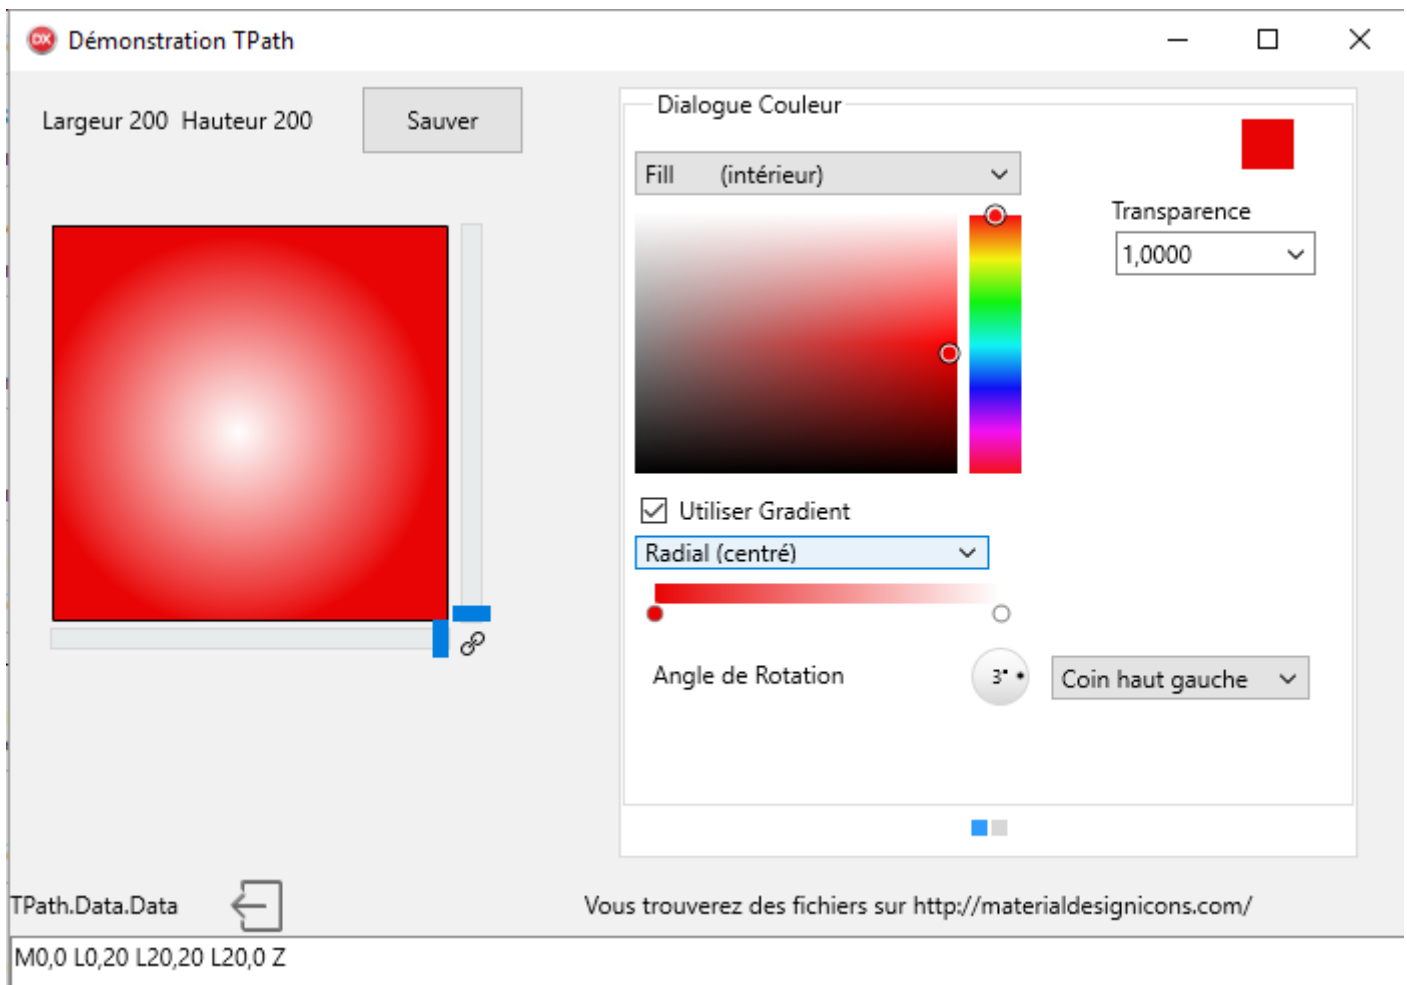 DX Démonstration TPath
Largeur 200 Hauteur 200
Sauver
Dialogue Couleur
Fill (intérieur)
Transparence
1,0000
Utiliser Gradient
Radial (centré)
Angle de Rotation
3°
Coin haut gauche
TPath.Data.Data
Vous trouverez des fichiers sur http://materialdesignicons.com/
M0,0 L0,20 L20,20 L20,0 Z